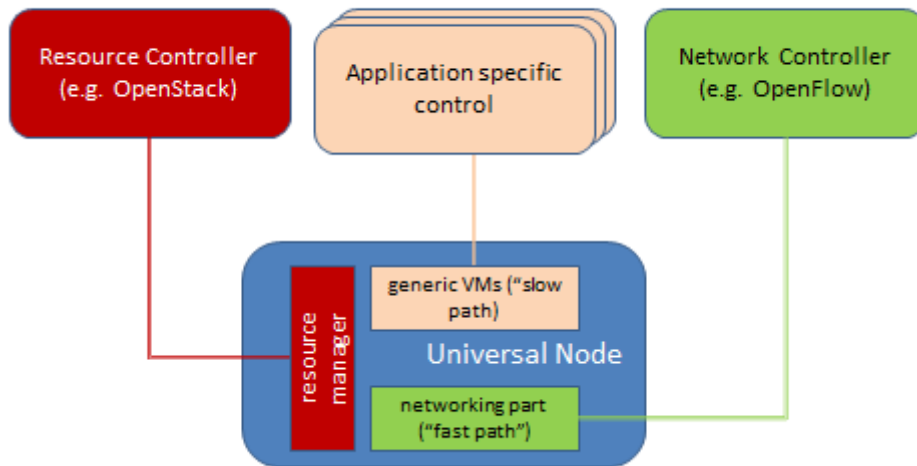 Resource Controller
(e.g. OpenStack)
Application specific
control
Network Controller
(e.g. OpenFlow)
resource
manager
generic VMs (“slow
path)
Universal Node
networking part
(“fast path”)